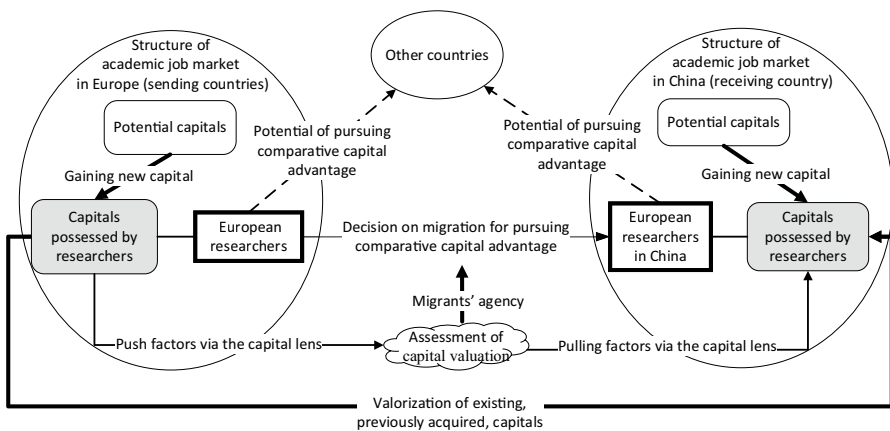 Structure of
academic job market
in Europe (sending countries)
Potential capitals
Gaining new capital
Capitals
possessed by
researchers
European
researchers
Potential of pursuing
comparative capital
advantage
Other countries
Potential of pursuing
comparative capital
advantage
Structure of
academic job market
in China (receiving country)
Potential capitals
Gaining new capital
European
researchers
in China
Capitals
possessed by
researchers
Decision on migration for pursuing
comparative capital advantage
Migrants’ agency
Push factors via the capital lens
Assessment of
capital valuation
Pulling factors via the capital lens
Valorization of existing,
previously acquired, capitals